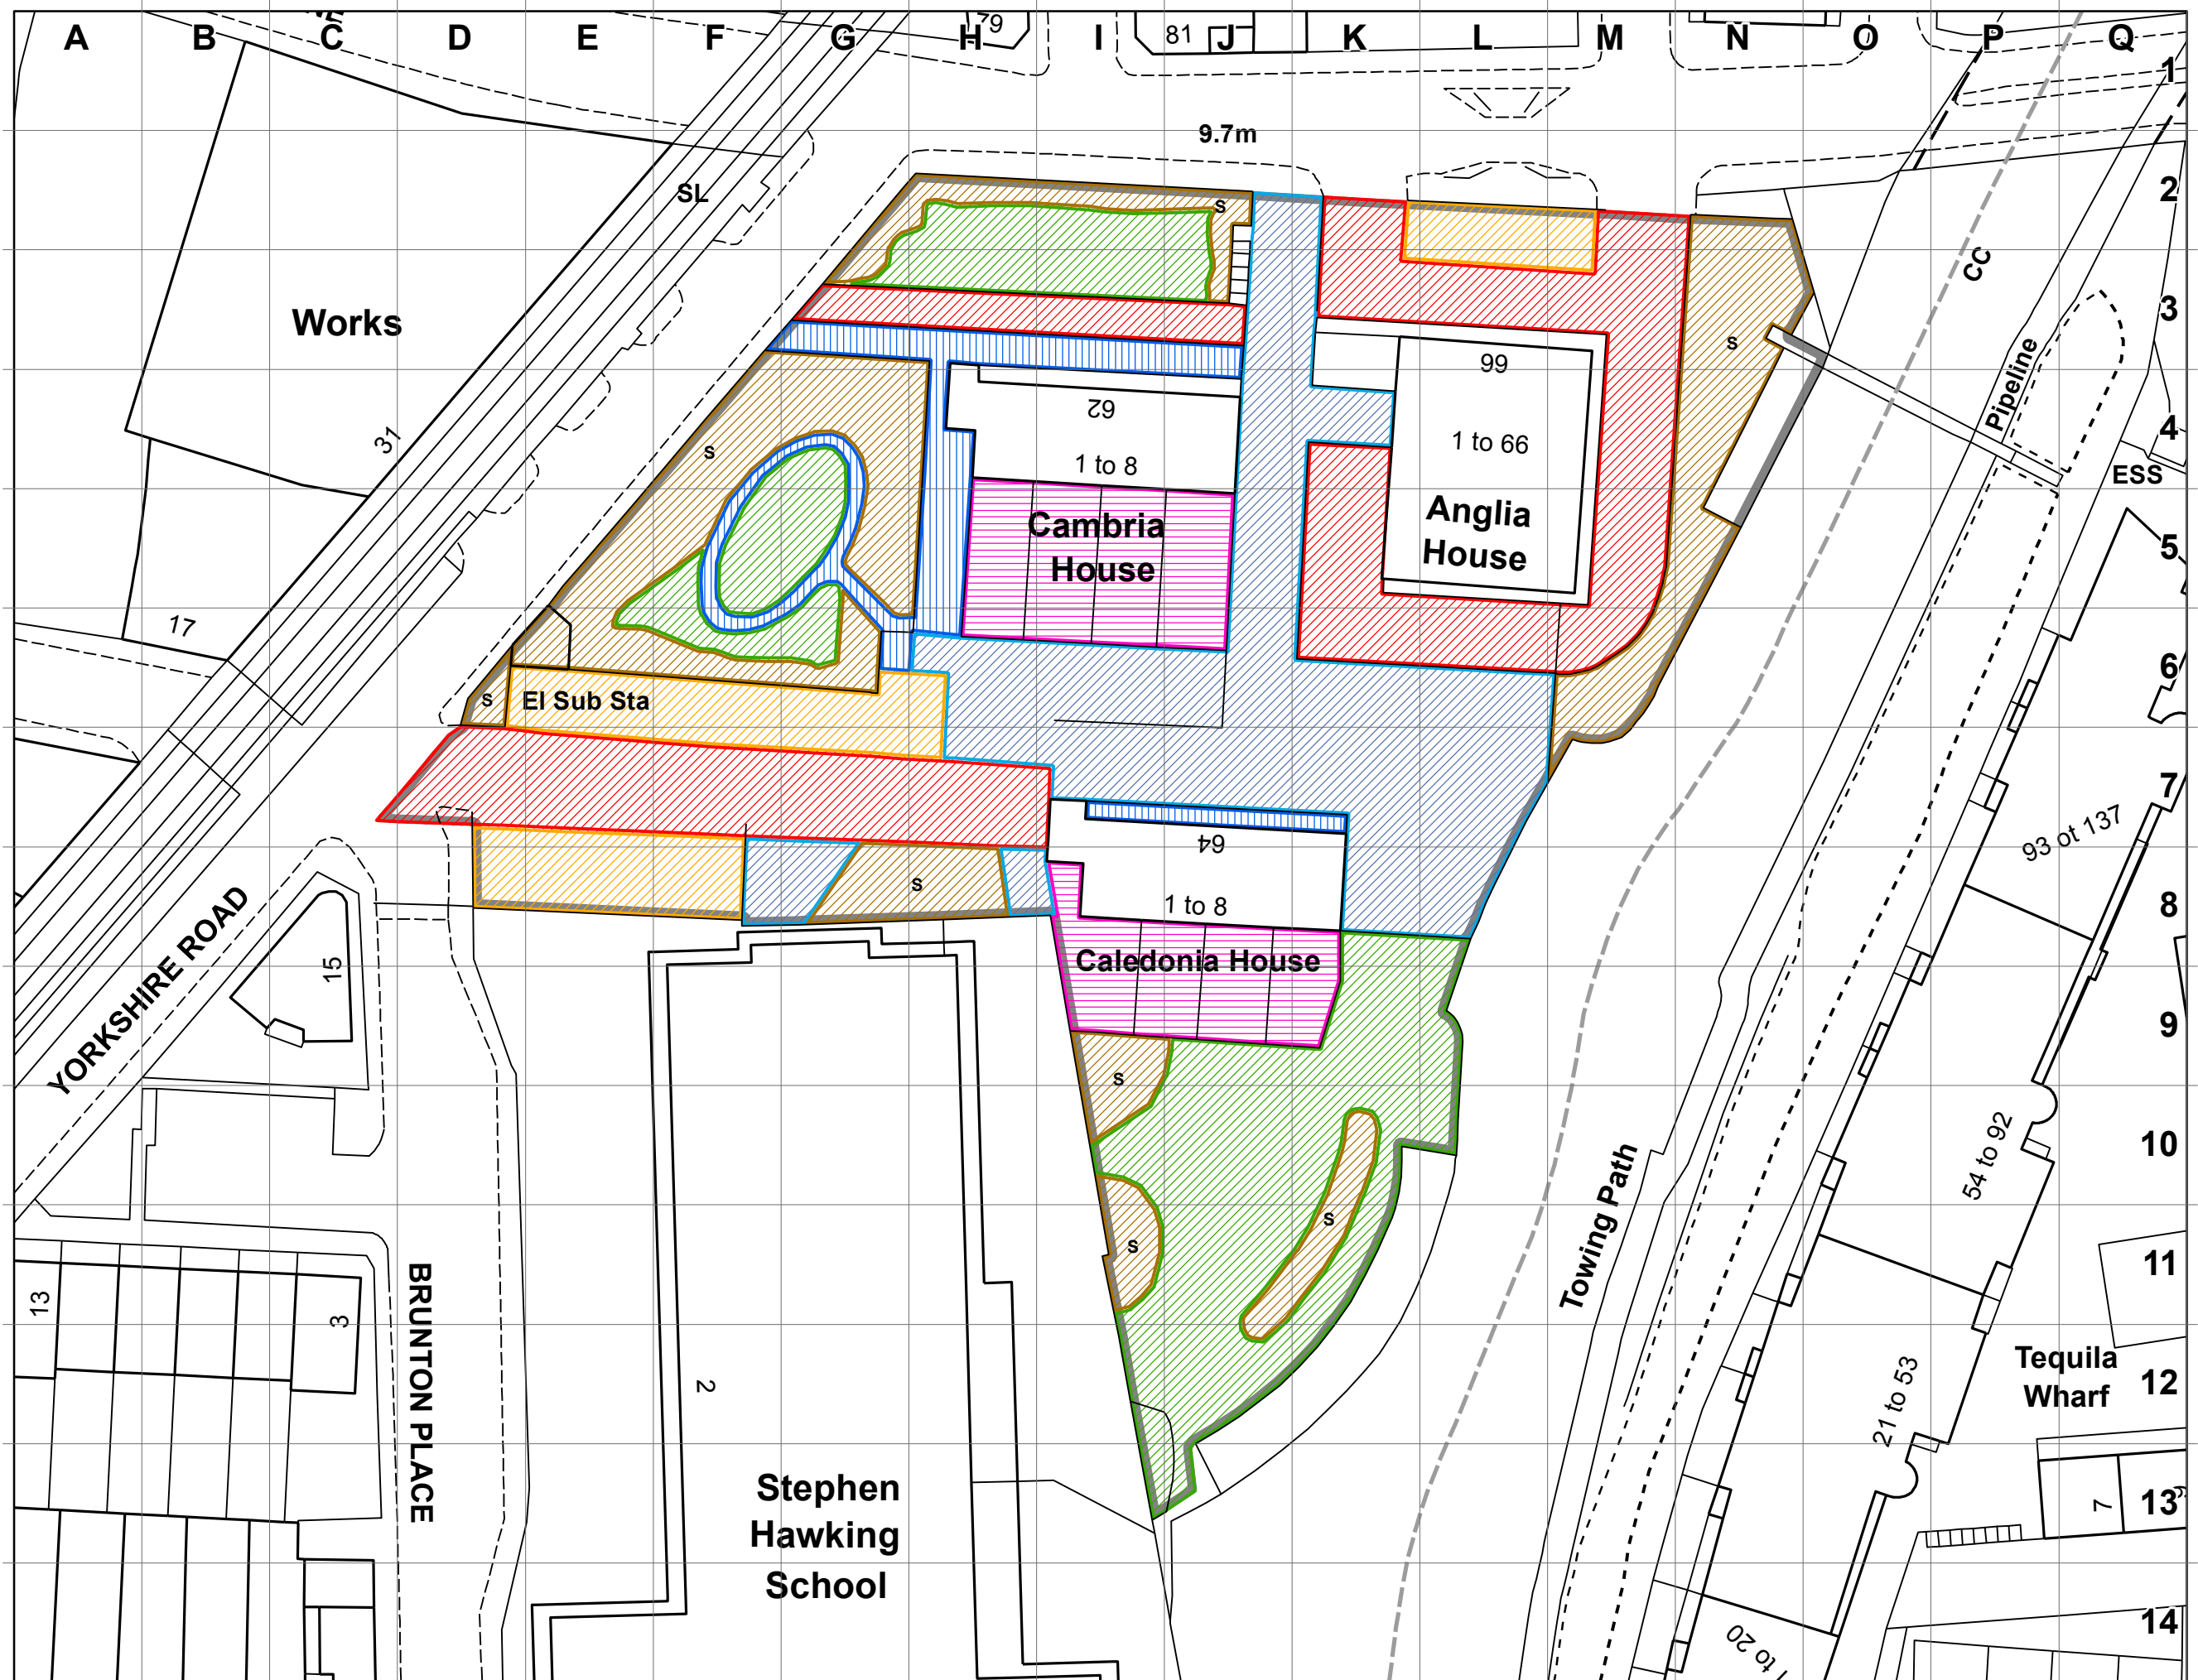 A B C D E F G H I J K L M N O P Q
79
81
1
9.7m
SL
2
s
CC
3
Works
s
99
Pipeline
62
4
31
s
1 to 66
1 to 8
ESS
Anglia
House
Cambria
House
5
17
6
s
El Sub Sta
7
93 ot 137
64
s
8
1 to 8
YORKSHIRE ROAD
Caledonia House
15
9
s
10
54 to 92
Towing Path
s
s
11
13
3
BRUNTON PLACE
Tequila
Wharf
12
2
21 to 53
Stephen
Hawking
School
7
13
14
1 to 20